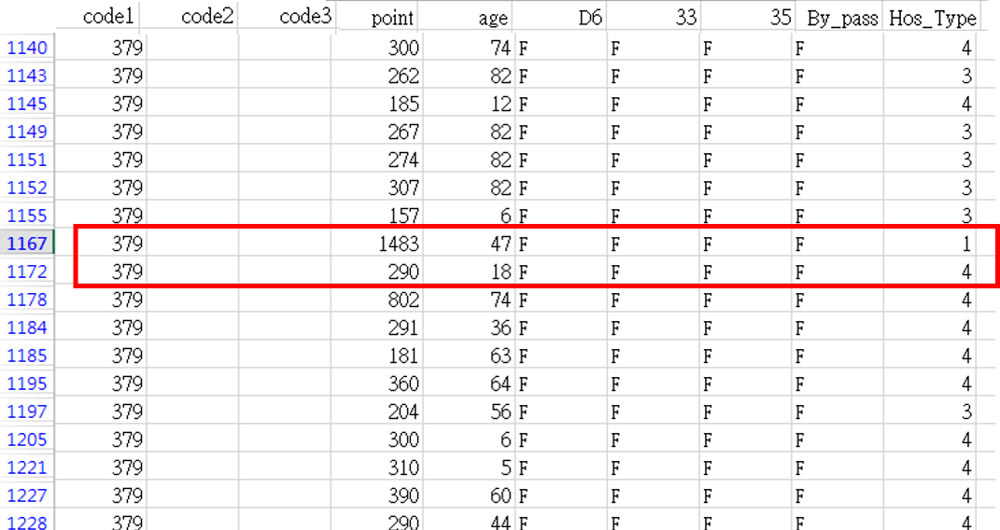 code1 code2 code3 point age D6 33 35 By_pass Hos_Type
1140 379 300 74 F F F F 4
1143 379 262 82 F F F F 3
1145 379 185 12 F F F F 4
1149 379 267 82 F F F F 3
1151 379 274 82 F F F F 3
1152 379 307 82 F F F F 3
1155 379 157 6 F F F F 3
1167 379 1483 47 F F F F 1
1172 379 290 18 F F F F 4
1178 379 802 74 F F F F 4
1184 379 291 36 F F F F 4
1185 379 181 63 F F F F 4
1195 379 360 64 F F F F 4
1197 379 204 56 F F F F 3
1205 379 300 6 F F F F 4
1221 379 310 5 F F F F 4
1227 379 390 60 F F F F 4
1228 379 290 44 F F F F 4